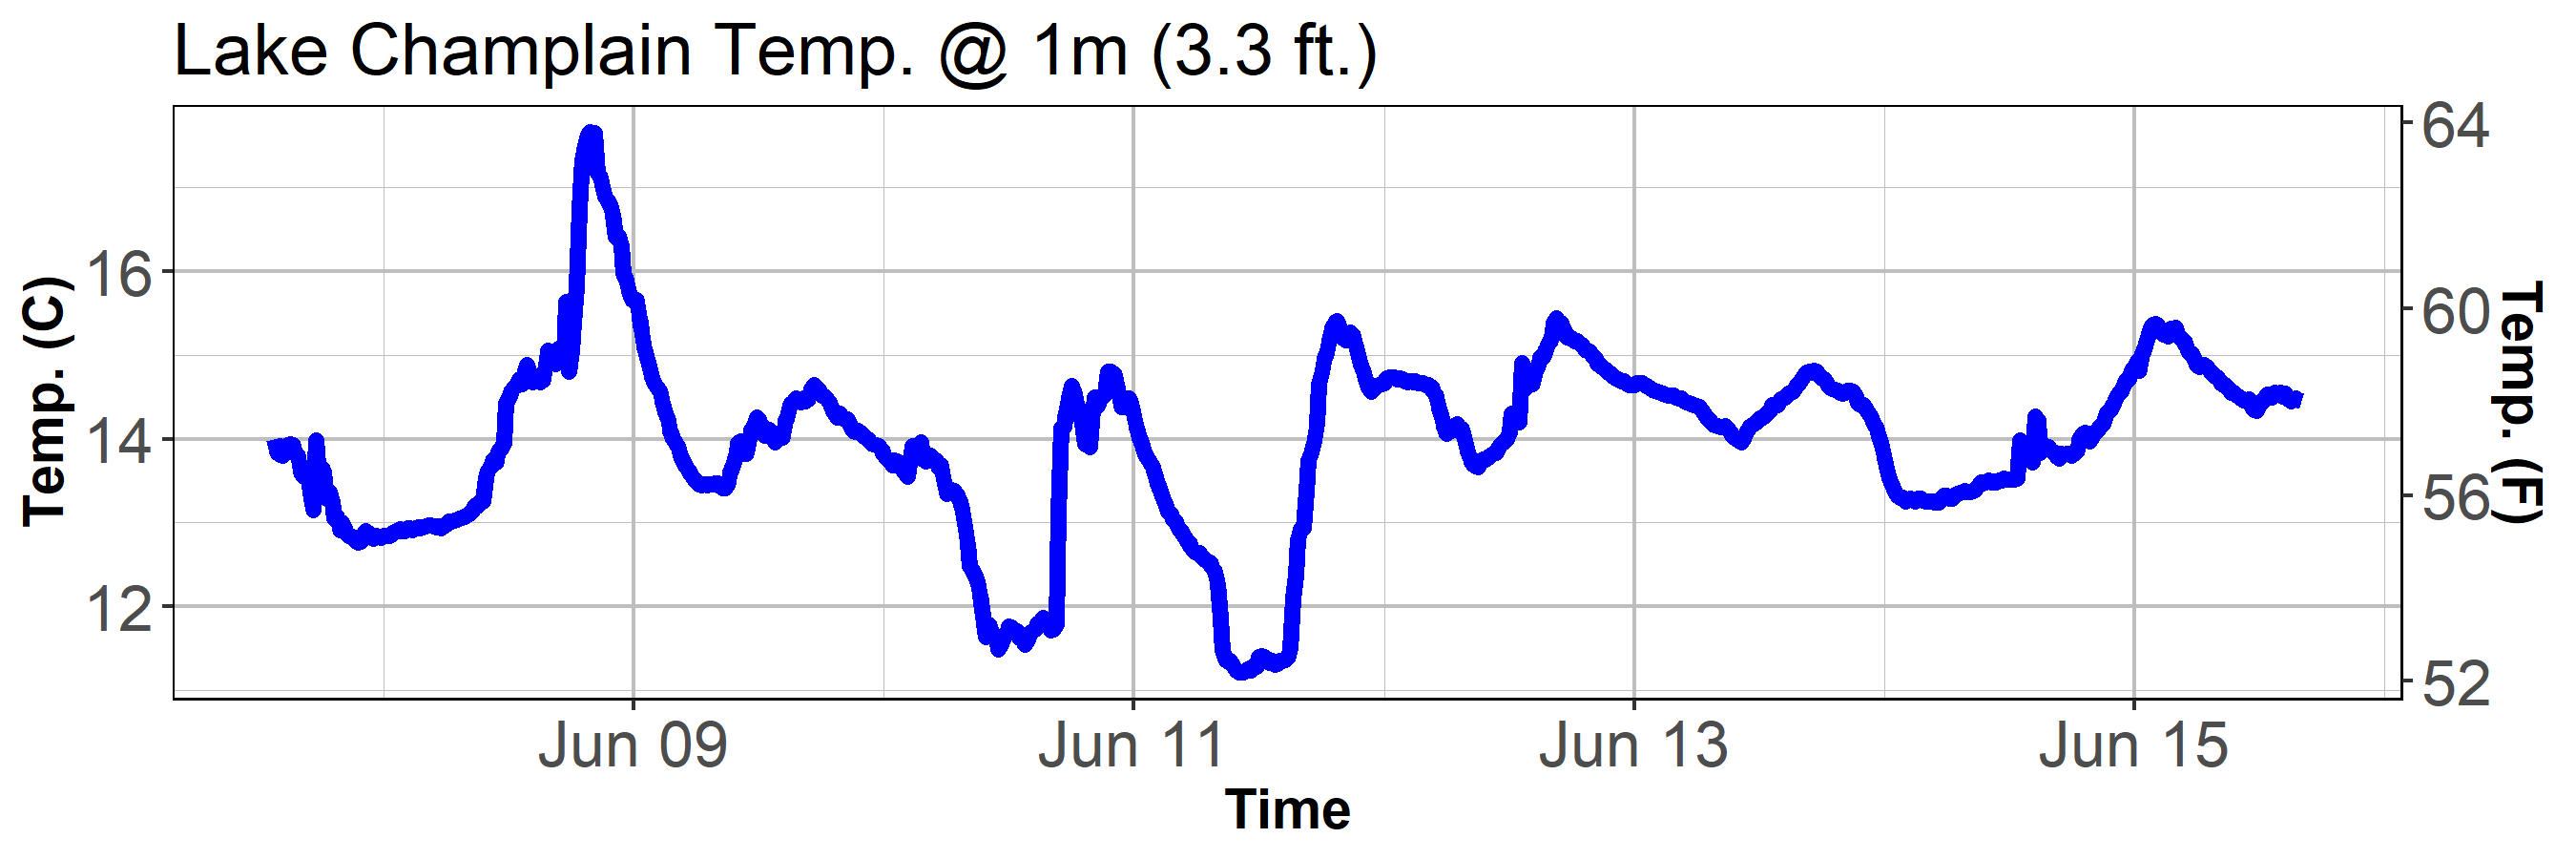 Lake Champlain Temp. @ 1m (3.3 ft.)
Temp. (C)
16
14
12
64
60
56
52
Temp. (F)
Jun 09 Jun 11 Jun 13 Jun 15
Time